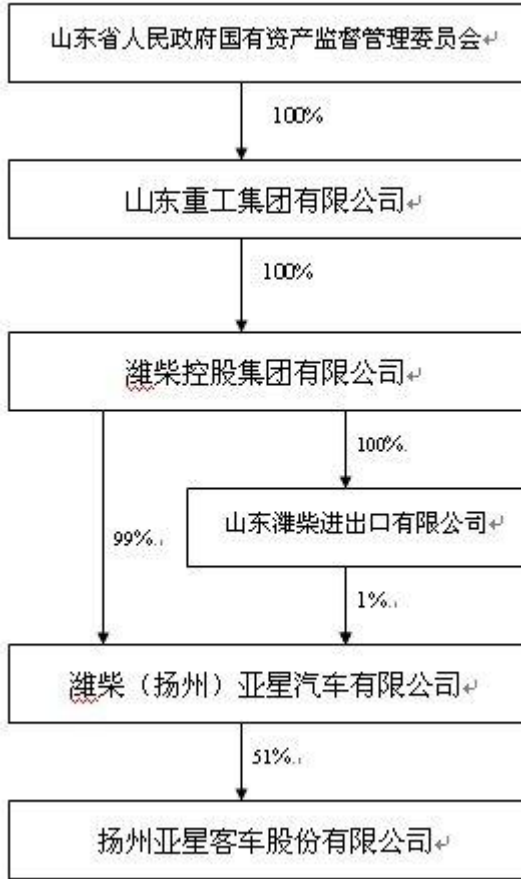 山东省人民政府国有资产监督管理委员会
100%
山东重工集团有限公司
100%
潍柴控股集团有限公司
100%
山东潍柴进出口有限公司
99%
1%
潍柴（扬州）亚星汽车有限公司
51%
扬州亚星客车股份有限公司